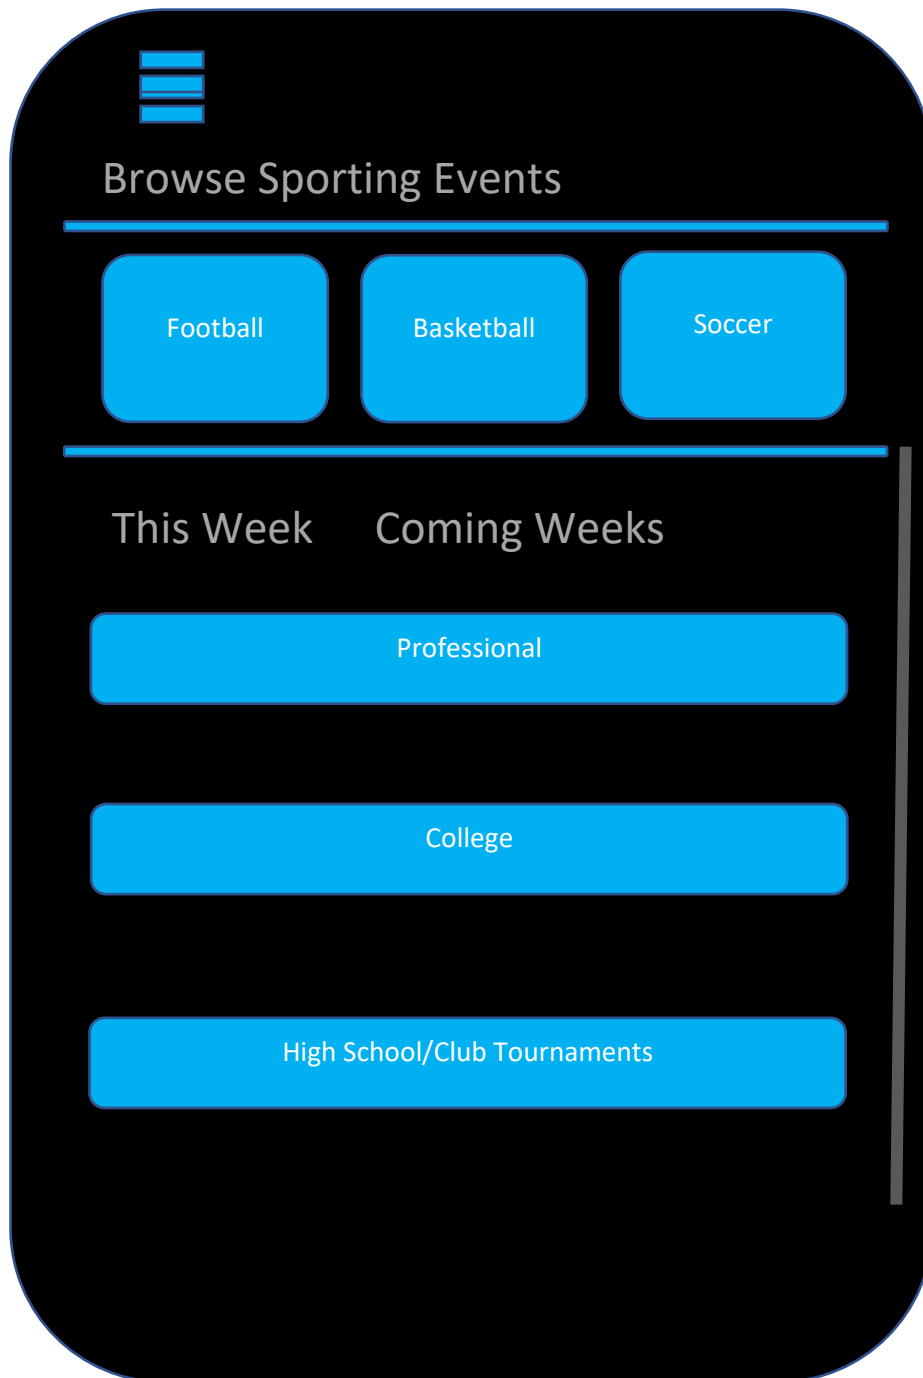 Browse Sporting Events
Football Basketball Soccer
This Week Coming Weeks
Professional
College
High School/Club Tournaments